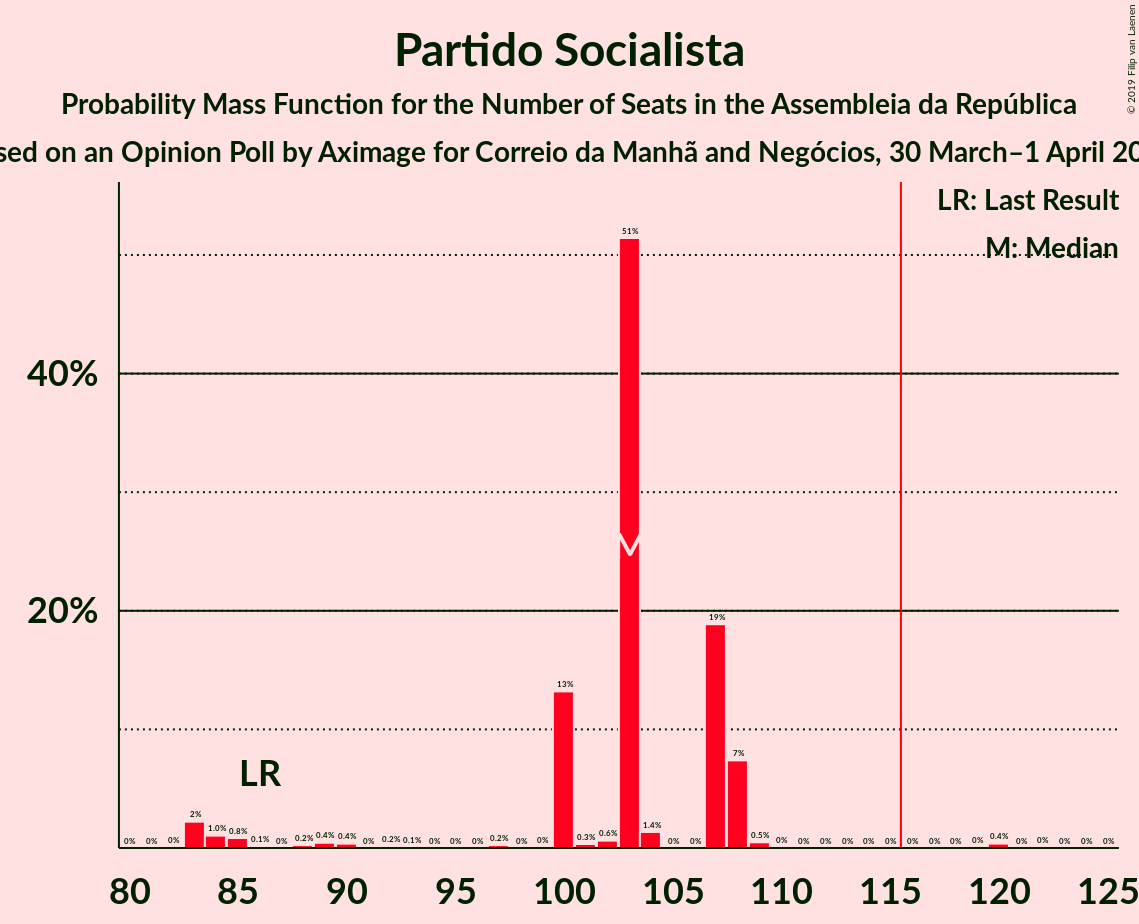 Partido Socialista
Probability Mass Function for the Number of Seats in the Assembleia da República
sed on an Opinion Poll by Aximage for Correio da Manhã and Negócios, 30 March–1 April 20
© 2019 Filip van Laenen
LR: Last Result
M: Median
51%
40%
20%
19%
13%
7%
LR
2% 1.0% 0.8% 1.4%
0% 0% 0% 0.1% 0% 0.2% 0.4% 0.4% 0% 0.2% 0.1% 0% 0% 0% 0.2% 0% 0% 0.3% 0.6% 0% 0% 0.5% 0% 0% 0% 0% 0% 0% 0% 0% 0% 0% 0.4% 0% 0% 0% 0% 0%
80 85 90 95 100 105 110 115 120 125